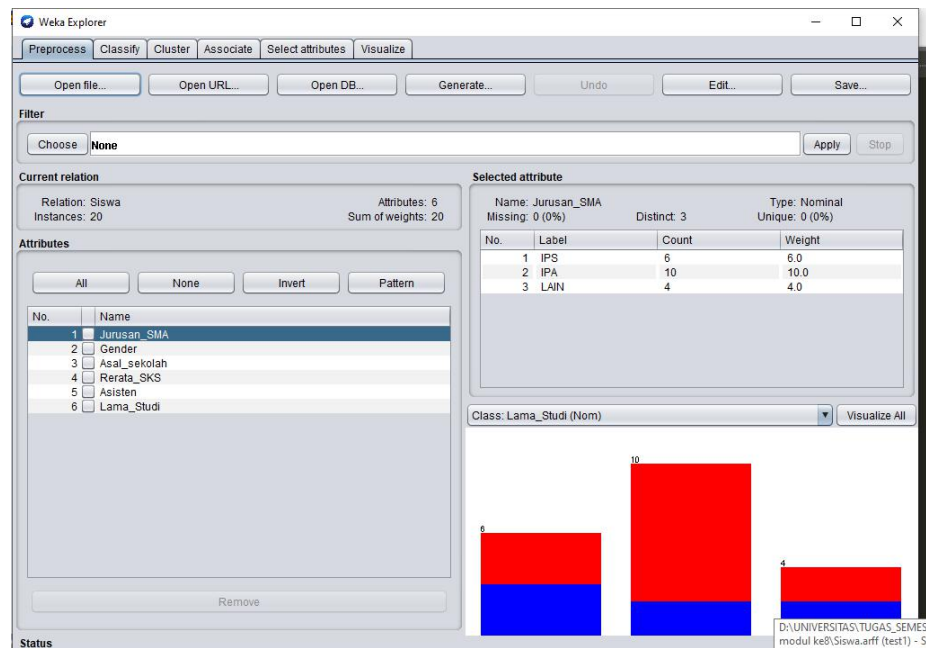 Weka Explorer
Preprocess Classify Cluster Associate Select attributes Visualize
Open file... Open URL... Open DB... Generate... Undo Edit... Save...
Filter
Choose None Apply Stop
Current relation
Relation: Siswa Attributes: 6
Instances: 20 Sum of weights: 20
Attributes
All None Invert Pattern
No. Name
1 Jurusan_SMA
2 Gender
3 Asal_sekolah
4 Rerata_SKS
5 Asisten
6 Lama_Studi
Remove
Status
Selected attribute
Name: Jurusan_SMA Type: Nominal
Missing: 0 (0%) Distinct: 3 Unique: 0 (0%)
No. Label Count Weight
1 IPS 6 6.0
2 IPA 10 10.0
3 LAIN 4 4.0
Class: Lama_Studi (Nom) Visualize All
10
6
4
D:\UNIVERSITAS\TUGAS_SEMES
modul ke8\Siswa.arff (test1) - S